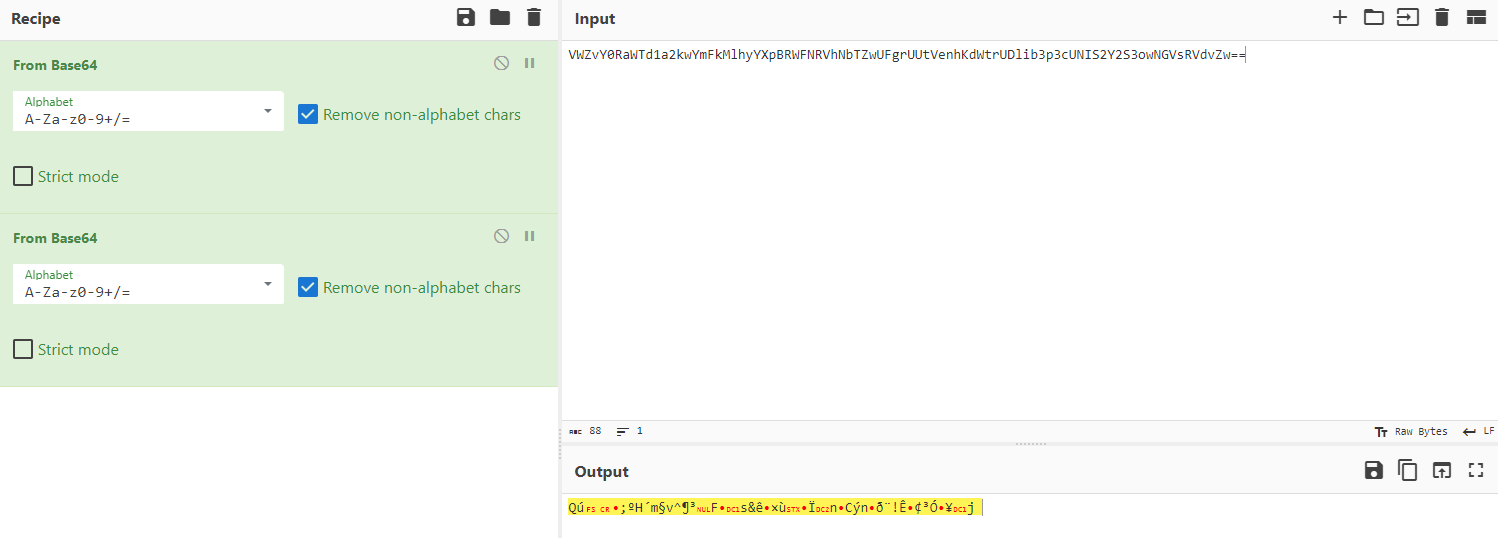 Recipe
From Base64
Alphabet
A-Za-z0-9+/=
Remove non-alphabet chars
Strict mode
From Base64
Alphabet
A-Za-z0-9+/=
Remove non-alphabet chars
Strict mode
Input
VWZvY0RaWTd1a2kwYmFkMlhyYXpBRWFNRVhNbTZwUFgrUUtVenhKdWtrUDlib3p3cUNIS2Y2S3owNGVsRVdvZw==
ABC 88 1 Raw Bytes LF
Output
Qú FS CR •;ºH´m§v^¶³ NUL F• DC1 s&ê•×ù STX •Ï DC2 n•Cýn•ð¨!Ê•¢³Ó•¥ DC1 j